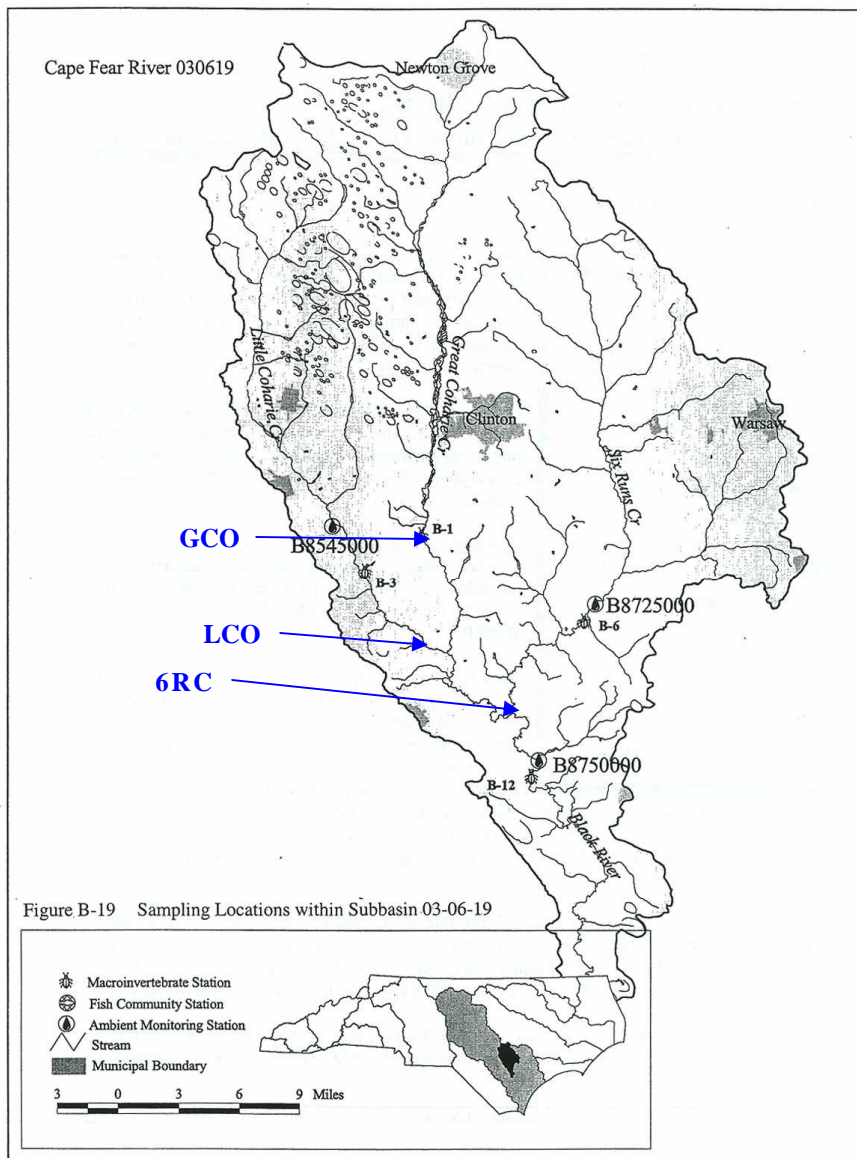 Cape Fear River 030619
Newton Grove
Little Coharie Cr
Great Coharie Cr
Clinton
Warsaw
Six Runs Cr
GCO
B-1
B8545000
B-3
B8725000
B-6
LCO
6RC
B8750000
B-12
Black River
Figure B-19 Sampling Locations within Subbasin 03-06-19
Macroinvertebrate Station
Fish Community Station
Ambient Monitoring Station
Stream
Municipal Boundary
3 0 3 6 9 Miles